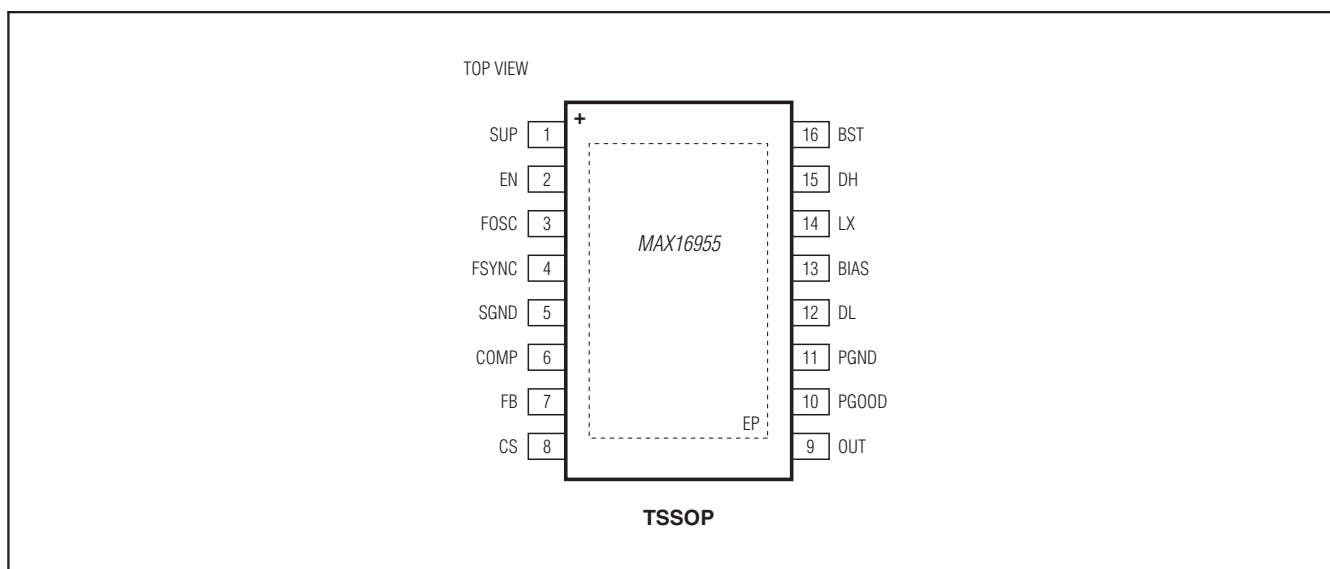 TOP VIEW
+
SUP 1
EN 2
FOSC 3
FSYNC 4
SGND 5
COMP 6
FB 7
CS 8
MAX16955
EP
16 BST
15 DH
14 LX
13 BIAS
12 DL
11 PGND
10 PGOOD
9 OUT
TSSOP